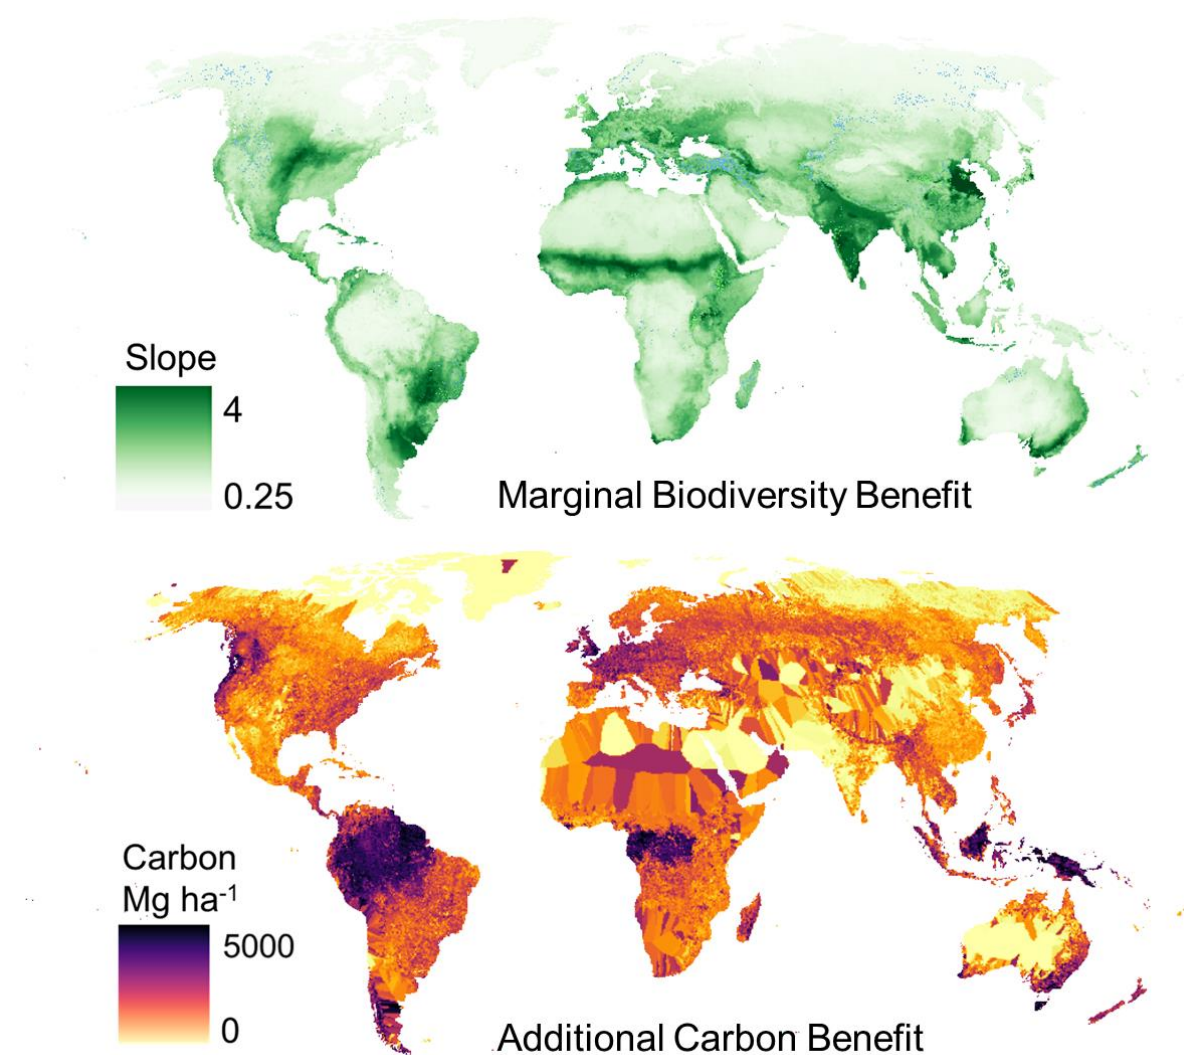 Slope
4
0.25
Marginal Biodiversity Benefit
Carbon
Mg ha-1
5000
0
Additional Carbon Benefit